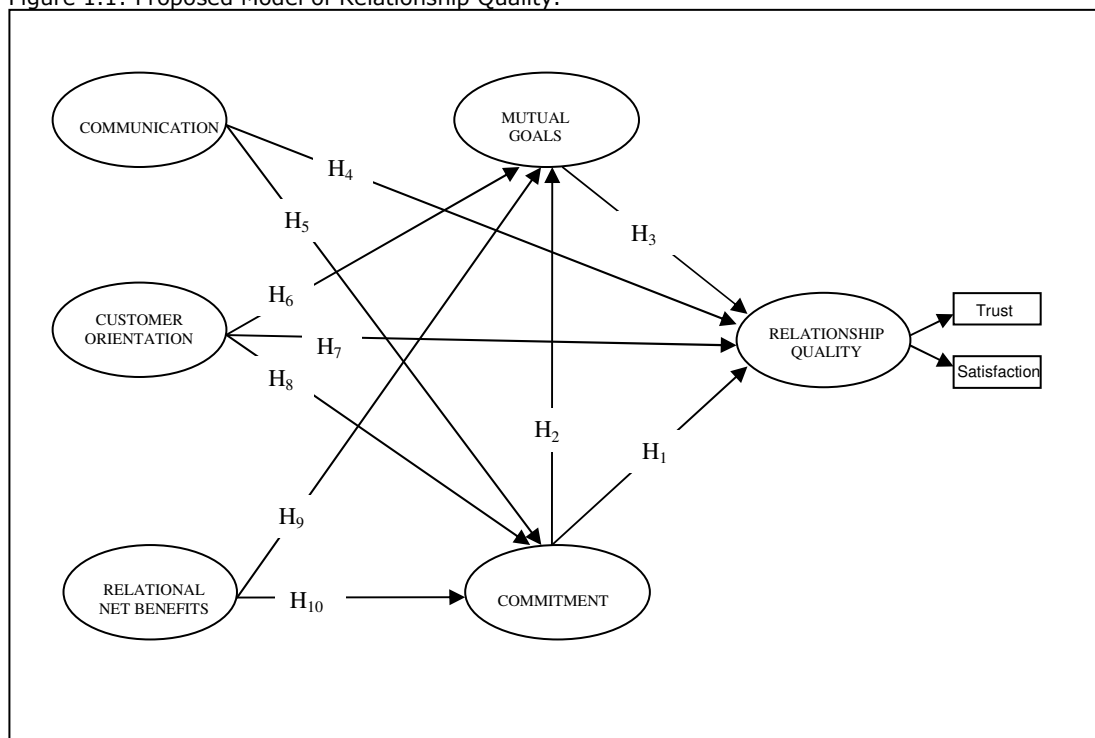 Figure 1.1: Proposed Model of Relationship Quality.
COMMUNICATION
MUTUAL
GOALS
H4
H5
H3
H6
CUSTOMER
ORIENTATION
H7
H8
RELATIONSHIP
QUALITY
Trust
Satisfaction
H2
H1
H9
RELATIONAL
NET BENEFITS
H10
COMMITMENT